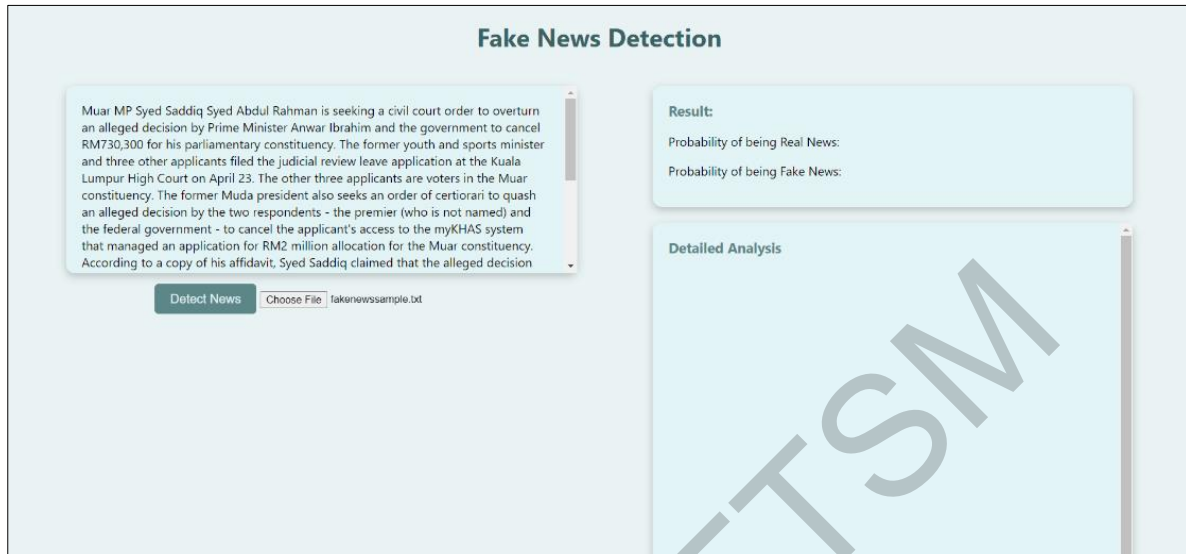 Fake News Detection
Muar MP Syed Saddiq Syed Abdul Rahman is seeking a civil court order to overturn
an alleged decision by Prime Minister Anwar Ibrahim and the government to cancel
RM730,300 for his parliamentary constituency. The former youth and sports minister
and three other applicants filed the judicial review leave application at the Kuala
Lumpur High Court on April 23. The other three applicants are voters in the Muar
constituency. The former Muda president also seeks an order of certiorari to quash
an alleged decision by the two respondents - the premier (who is not named) and
the federal government - to cancel the applicant's access to the myKHAS system
that managed an application for RM2 million allocation for the Muar constituency.
According to a copy of his affidavit, Syed Saddiq claimed that the alleged decision
Detect News Choose File fakenewssample.txt
Result:
Probability of being Real News:
Probability of being Fake News:
Detailed Analysis
TSM